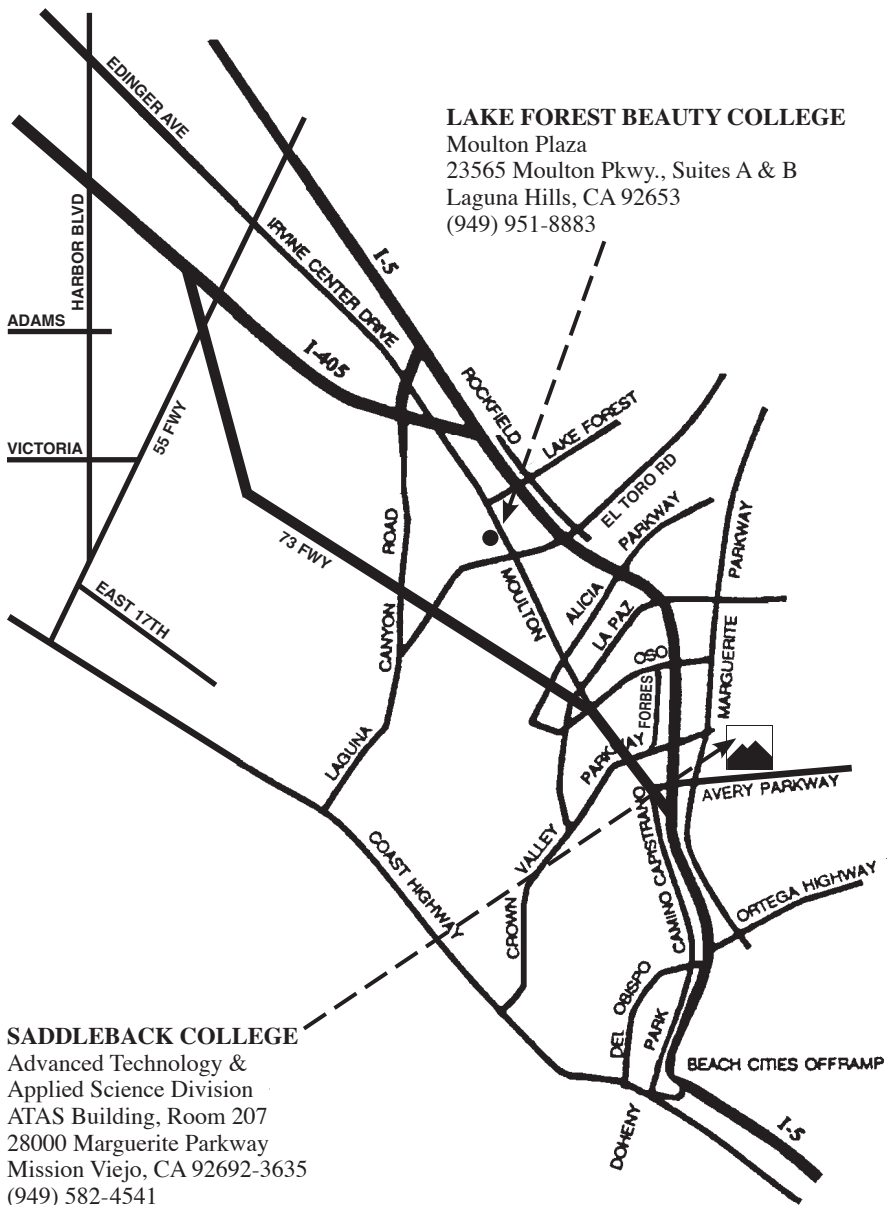 EDINGER AVE
LAKE FOREST BEAUTY COLLEGE
Moulton Plaza
23565 Moulton Pkwy., Suites A & B
Laguna Hills, CA 92653
(949) 951-8883
HARBOR BLVD
IRVINE CENTER DRIVE
I-5
ADAMS
I-405
ROCKFIELD
LAKE FOREST
55 FWY
VICTORIA
EL TORO RD
PARKWAY
ALICIA
PARKWAY
MARGUERITE
ROAD
CANYON
LAGUNA
73 FWY
MOULTON
LA PAZ
EAST 17TH
OSO
FORBES
PARKWAY
VALLEY
CROWN
AVERY PARKWAY
CAMINO CAPISTRANO
COAST HIGHWAY
ORTEGA HIGHWAY
DEL OBISPO
PARK
DOHENY
BEACH CITIES OFFRAMP
I-5
SADDLEBACK COLLEGE
Advanced Technology &
Applied Science Division
ATAS Building, Room 207
28000 Marguerite Parkway
Mission Viejo, CA 92692-3635
(949) 582-4541